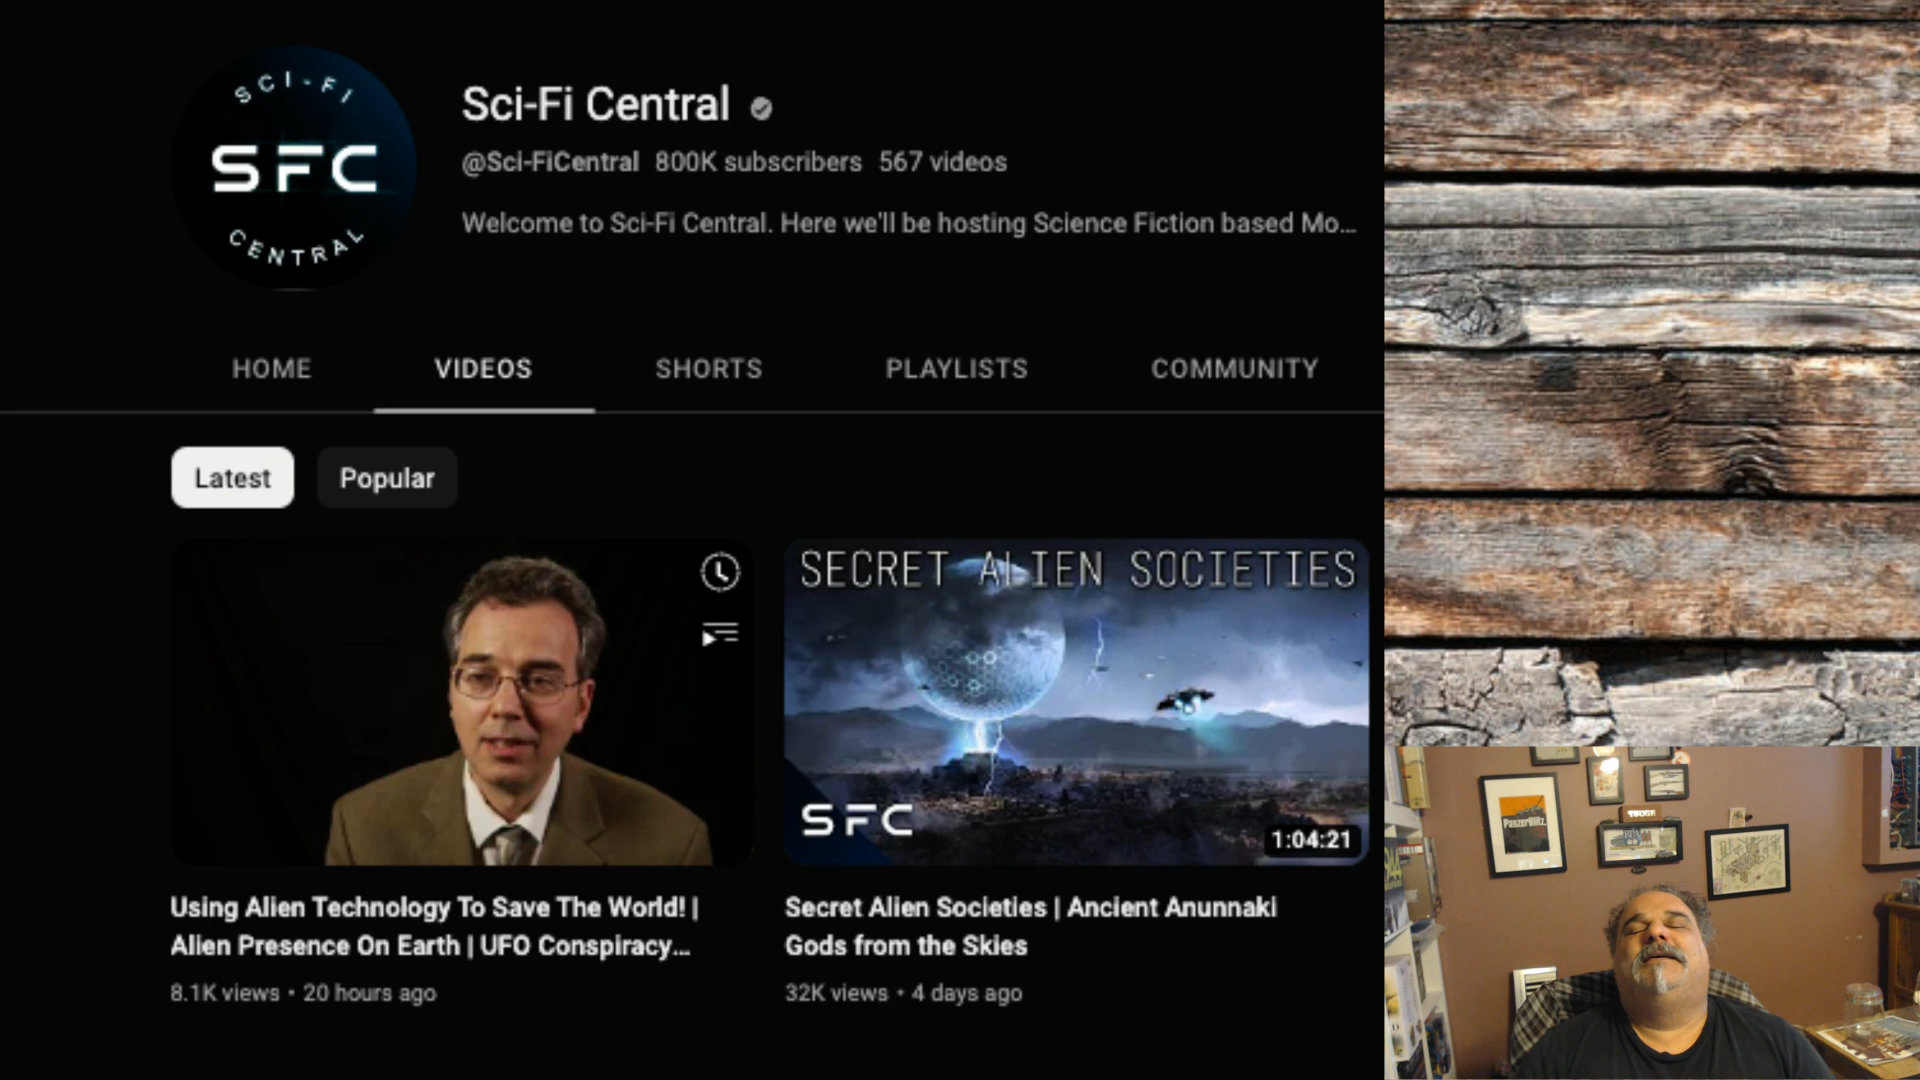 SCI-FI
SFC
CENTRAL
Sci-Fi Central
@Sci-FiCentral 800K subscribers 567 videos
Welcome to Sci-Fi Central. Here we'll be hosting Science Fiction based Mo...
HOME VIDEOS SHORTS PLAYLISTS COMMUNITY
Latest Popular
SECRET ALIEN SOCIETIES
SFC
1:04:21
Using Alien Technology To Save The World! |
Alien Presence On Earth | UFO Conspiracy...
8.1K views • 20 hours ago
Secret Alien Societies | Ancient Anunnaki
Gods from the Skies
32K views • 4 days ago
PanzerBlitz